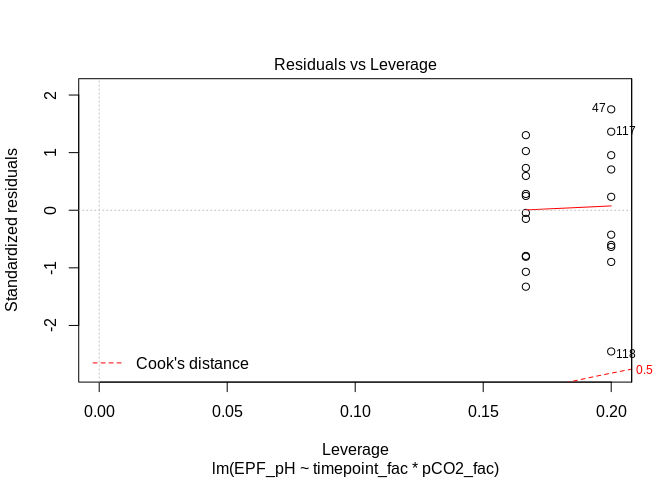 Residuals vs Leverage
Standardized residuals
2
1
0
-1
-2
47
117
118
0.5
Cook's distance
0.00
0.05
0.10
0.15
0.20
Leverage
lm(EPF_pH ~ timepoint_fac * pCO2_fac)